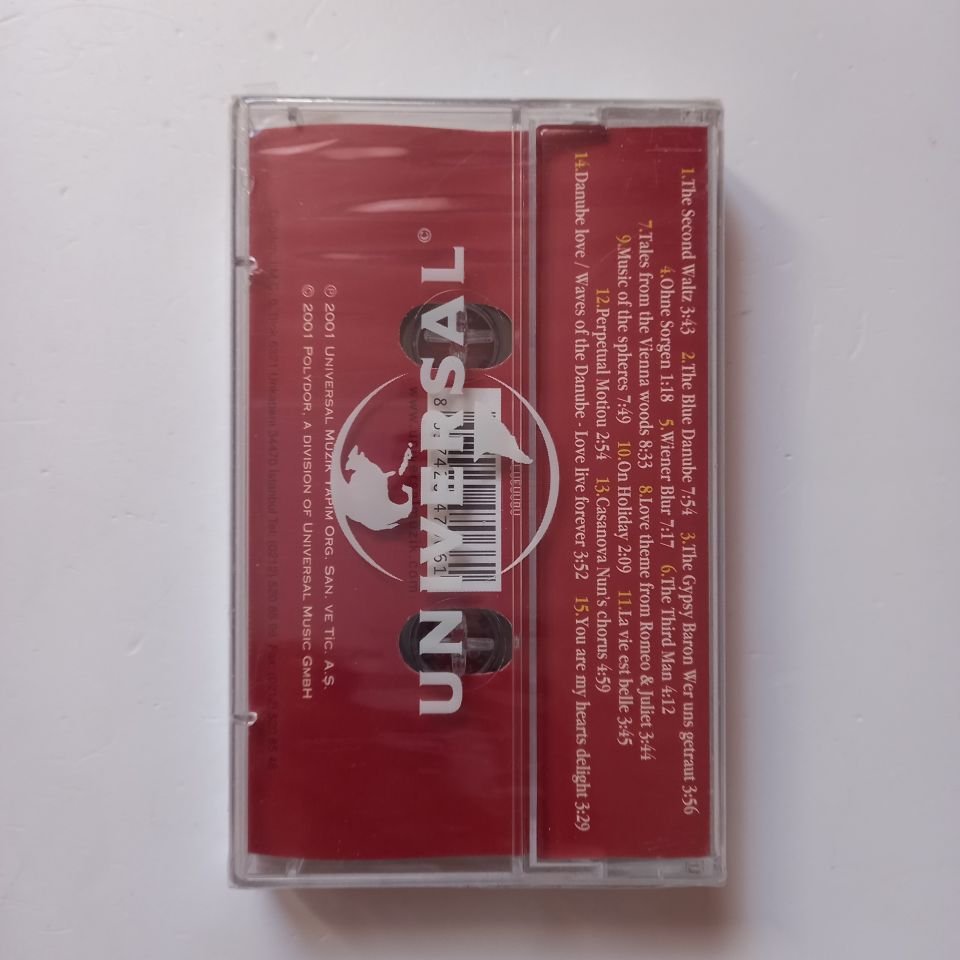 1.The Second Waltz 3:43 2.The Blue Danube 7:54 3.The Gypsy Baron Wer uns getraut 3:56
4.Ohne Sorgen 1:18 5.Wiener Blur 7:17 6.The Third Man 4:12
7.Tales from the Vienna woods 8:33 8.Love theme from Romeo & Juliet 3:44
9.Music of the spheres 7:49 10.On Holiday 2:09 11.La vie est belle 3:45
12.Perpetual Motiou 2:54 13.Casanova Nun's chorus 4:59
14.Danube love / Waves of the Danube - Love live forever 3:52 15.You are my hearts delight 3:29
UNIVERSAL ©
℗ 2001 Universal Müzik Yapım Org. San. ve Tic. A.Ş.
© 2001 Polydor, a division of Universal Music GmbH